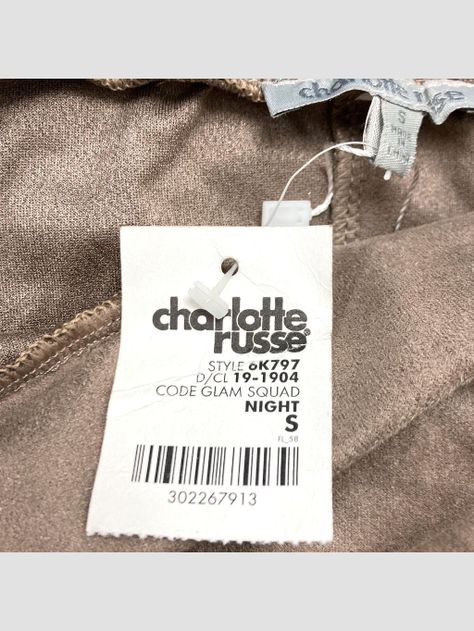 charlotte russe
S
charlotte
russe®
STYLE 6K797
D/CL 19-1904
CODE GLAM SQUAD
NIGHT
S
FL_58
302267913